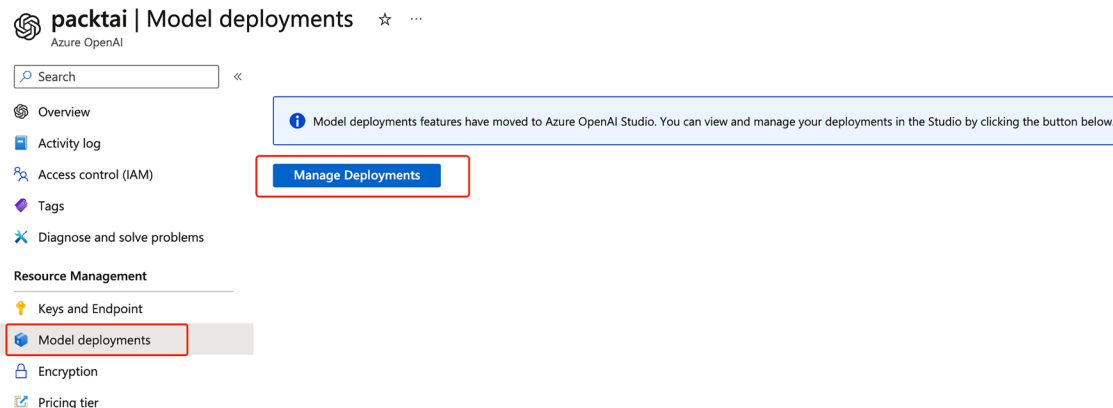 packtai | Model deployments
Azure OpenAI
Search
Overview
Activity log
Access control (IAM)
Tags
Diagnose and solve problems
Resource Management
Keys and Endpoint
Model deployments
Encryption
Pricing tier
Model deployments features have moved to Azure OpenAI Studio. You can view and manage your deployments in the Studio by clicking the button below.
Manage Deployments